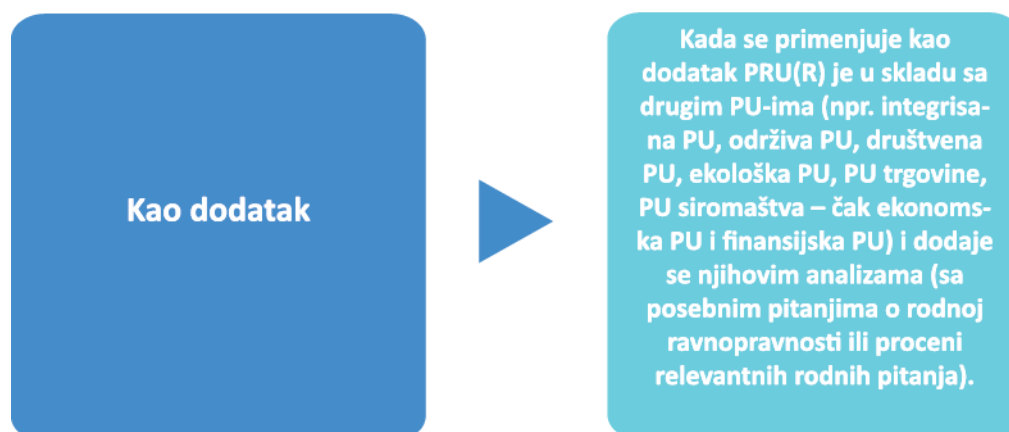 Kao dodatak
Kada se primenjuje kao
dodatak PRU(R) je u skladu sa
drugim PU-ima (npr. integrisa-
na PU, održiva PU, društvena
PU, ekološka PU, PU trgovine,
PU siromaštva – čak ekonoms-
ka PU i finansijska PU) i dodaje
se njihovim analizama (sa
posebnim pitanjima o rodnoj
ravnopravnosti ili proceni
relevantnih rodnih pitanja).